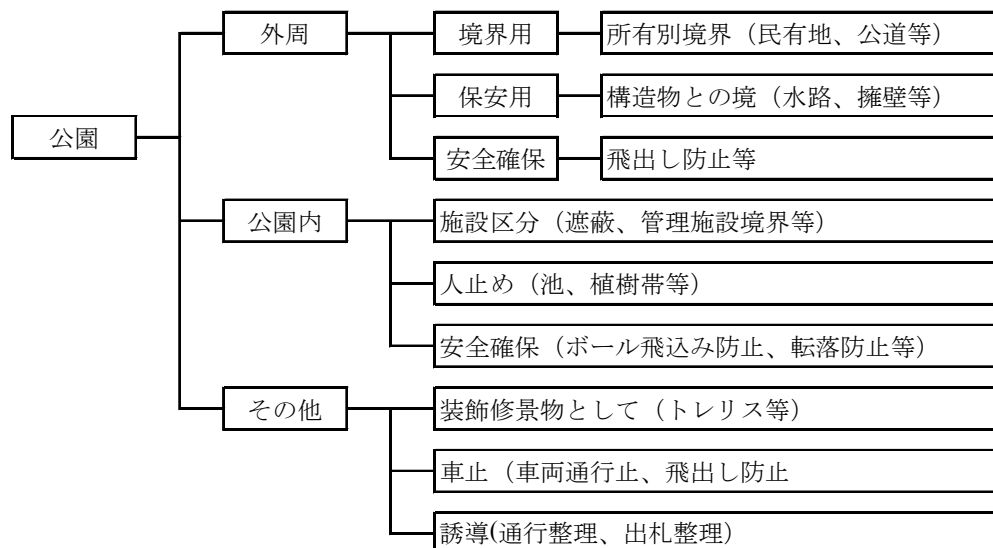 公園
外周
境界用
所有別境界（民有地、公道等）
保安用
構造物との境（水路、擁壁等）
安全確保
飛出し防止等
公園内
施設区分（遮蔽、管理施設境界等）
人止め（池、植樹帯等）
安全確保（ボール飛込み防止、転落防止等）
その他
装飾修景物として（トレリス等）
車止（車両通行止、飛出し防止
誘導(通行整理、出札整理）